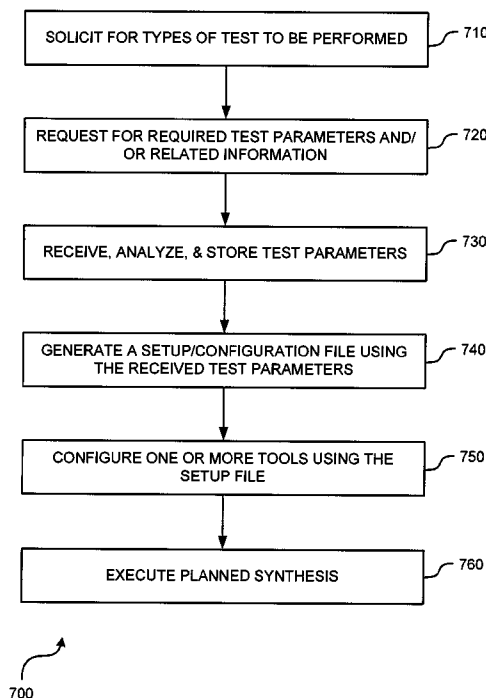 SOLICIT FOR TYPES OF TEST TO BE PERFORMED
710
REQUEST FOR REQUIRED TEST PARAMETERS AND/
OR RELATED INFORMATION
720
RECEIVE, ANALYZE, & STORE TEST PARAMETERS
730
GENERATE A SETUP/CONFIGURATION FILE USING
THE RECEIVED TEST PARAMETERS
740
CONFIGURE ONE OR MORE TOOLS USING THE
SETUP FILE
750
EXECUTE PLANNED SYNTHESIS
760
700